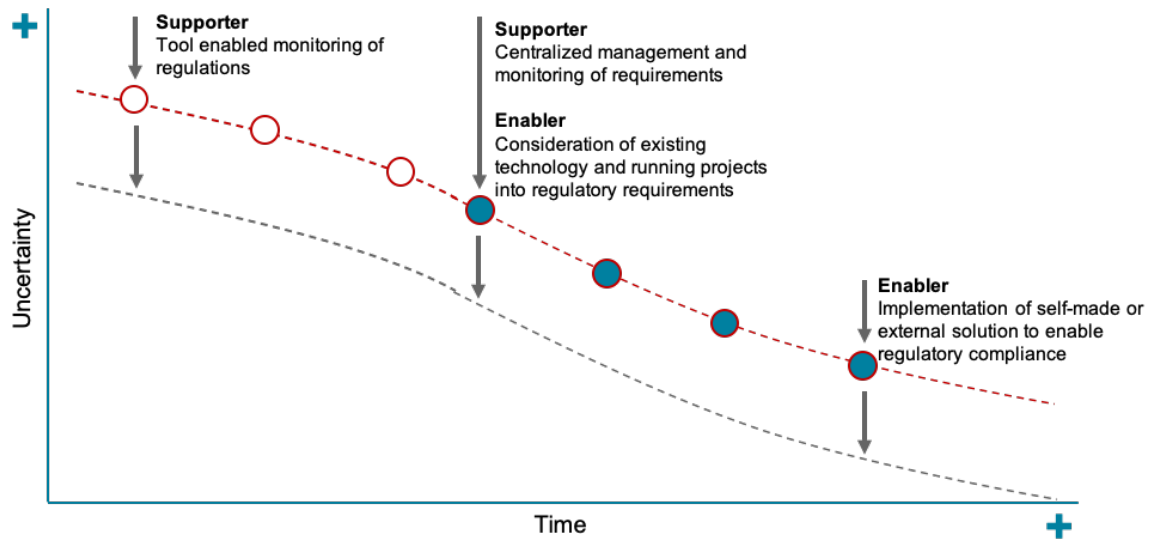 Supporter
Tool enabled monitoring of
regulations
Supporter
Centralized management and
monitoring of requirements
Enabler
Consideration of existing
technology and running projects
into regulatory requirements
Enabler
Implementation of self-made or
external solution to enable
regulatory compliance
Uncertainty
Time